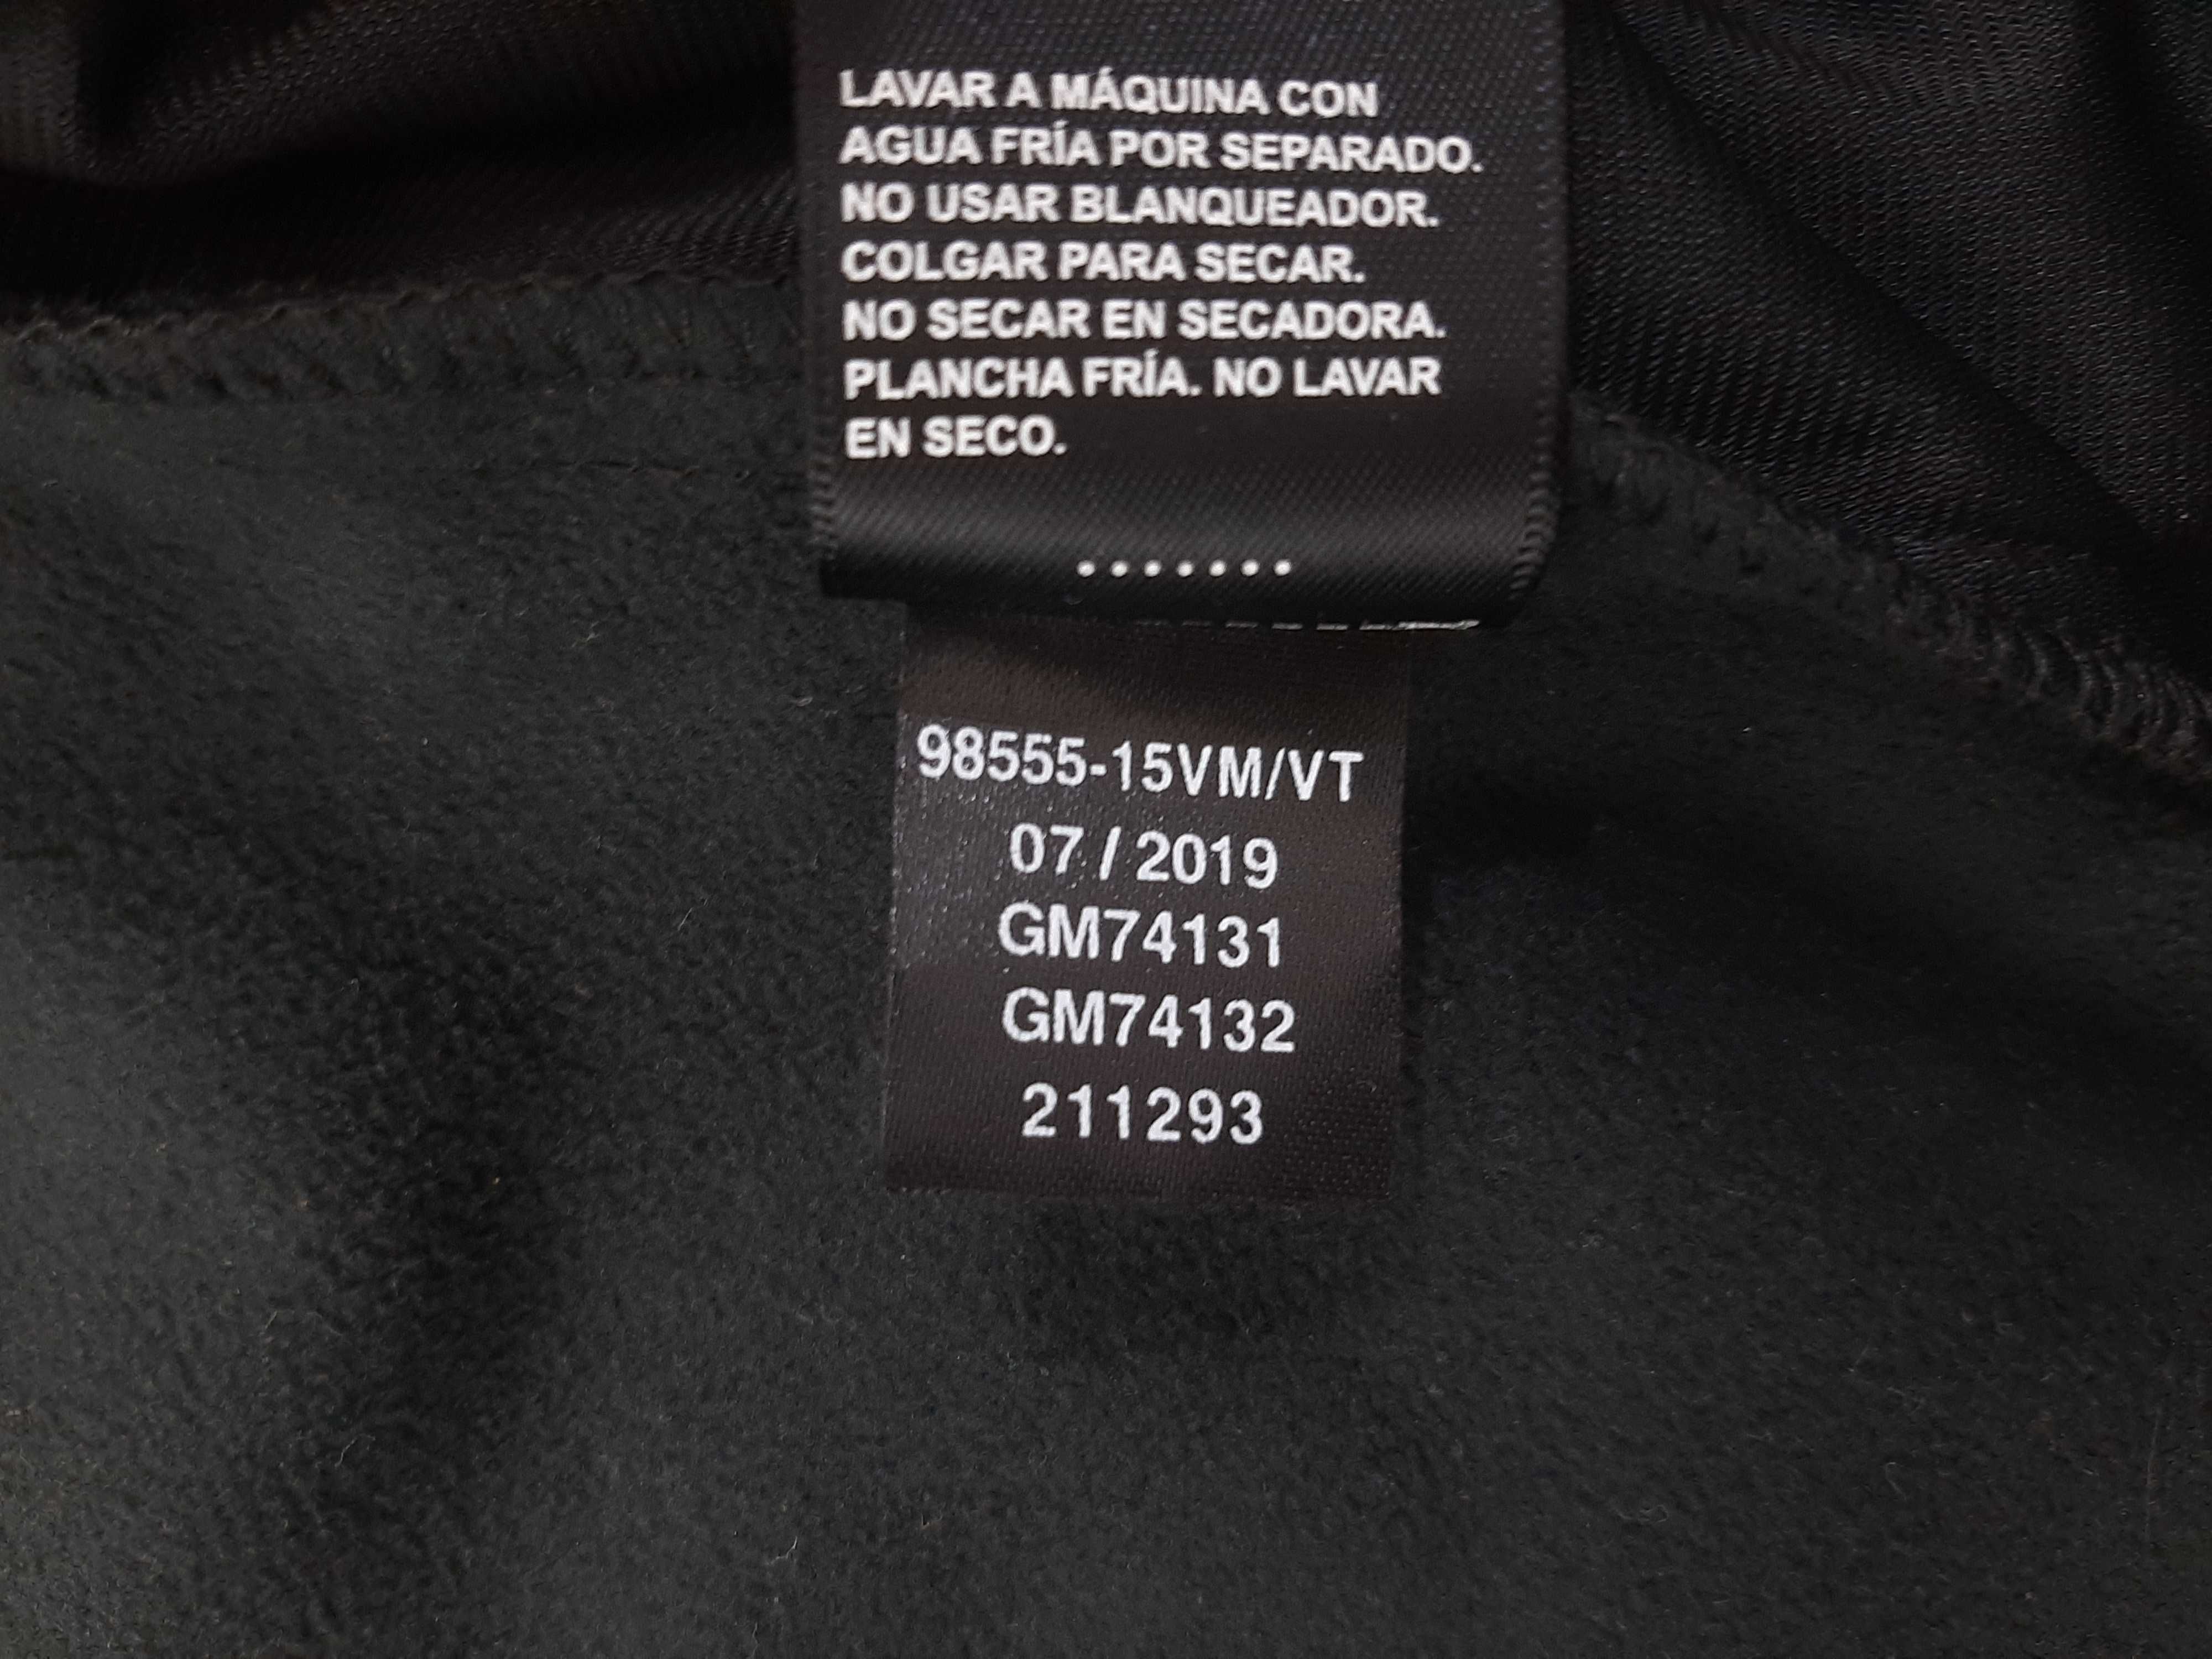 LAVAR A MÁQUINA CON
AGUA FRÍA POR SEPARADO.
NO USAR BLANQUEADOR.
COLGAR PARA SECAR.
NO SECAR EN SECADORA.
PLANCHA FRÍA. NO LAVAR
EN SECO.
.......
98555-15VM/VT
07 / 2019
GM74131
GM74132
211293